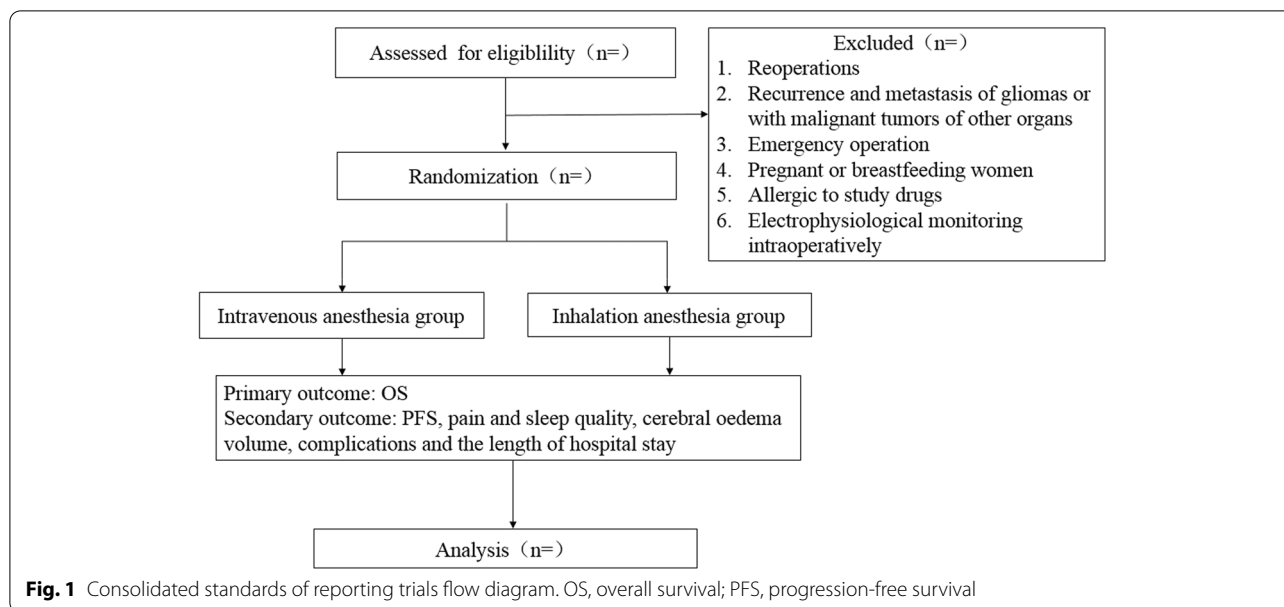 Assessed for eligiblility（n=）
Excluded（n=）
1. Reoperations
2. Recurrence and metastasis of gliomas or
with malignant tumors of other organs
3. Emergency operation
4. Pregnant or breastfeeding women
5. Allergic to study drugs
6. Electrophysiological monitoring
intraoperatively
Randomization（n=）
Intravenous anesthesia group
Inhalation anesthesia group
Primary outcome: OS
Secondary outcome: PFS, pain and sleep quality, cerebral oedema
volume, complications and the length of hospital stay
Analysis（n=）
Fig. 1 Consolidated standards of reporting trials flow diagram. OS, overall survival; PFS, progression-free survival